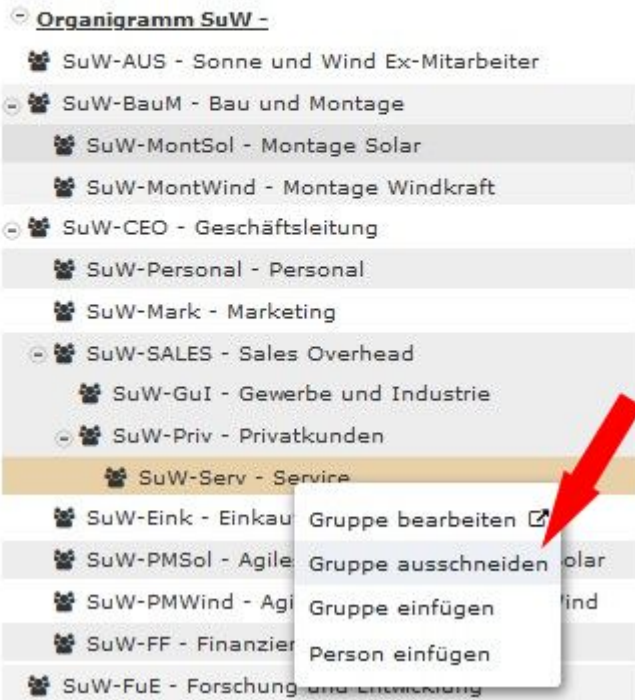 Organigramm SuW -
SuW-AUS - Sonne und Wind Ex-Mitarbeiter
SuW-BauM - Bau und Montage
SuW-MontSol - Montage Solar
SuW-MontWind - Montage Windkraft
SuW-CEO - Geschäftsleitung
SuW-Personal - Personal
SuW-Mark - Marketing
SuW-SALES - Sales Overhead
SuW-GuI - Gewerbe und Industrie
SuW-Priv - Privatkunden
SuW-Serv - Service
SuW-Eink - Einkau
SuW-PMSol - Agile olar
SuW-PMWind - Agi ind
SuW-FF - Finanzier
SuW-FuE - Forschung und Entwicklung
Gruppe bearbeiten
Gruppe ausschneiden
Gruppe einfügen
Person einfügen